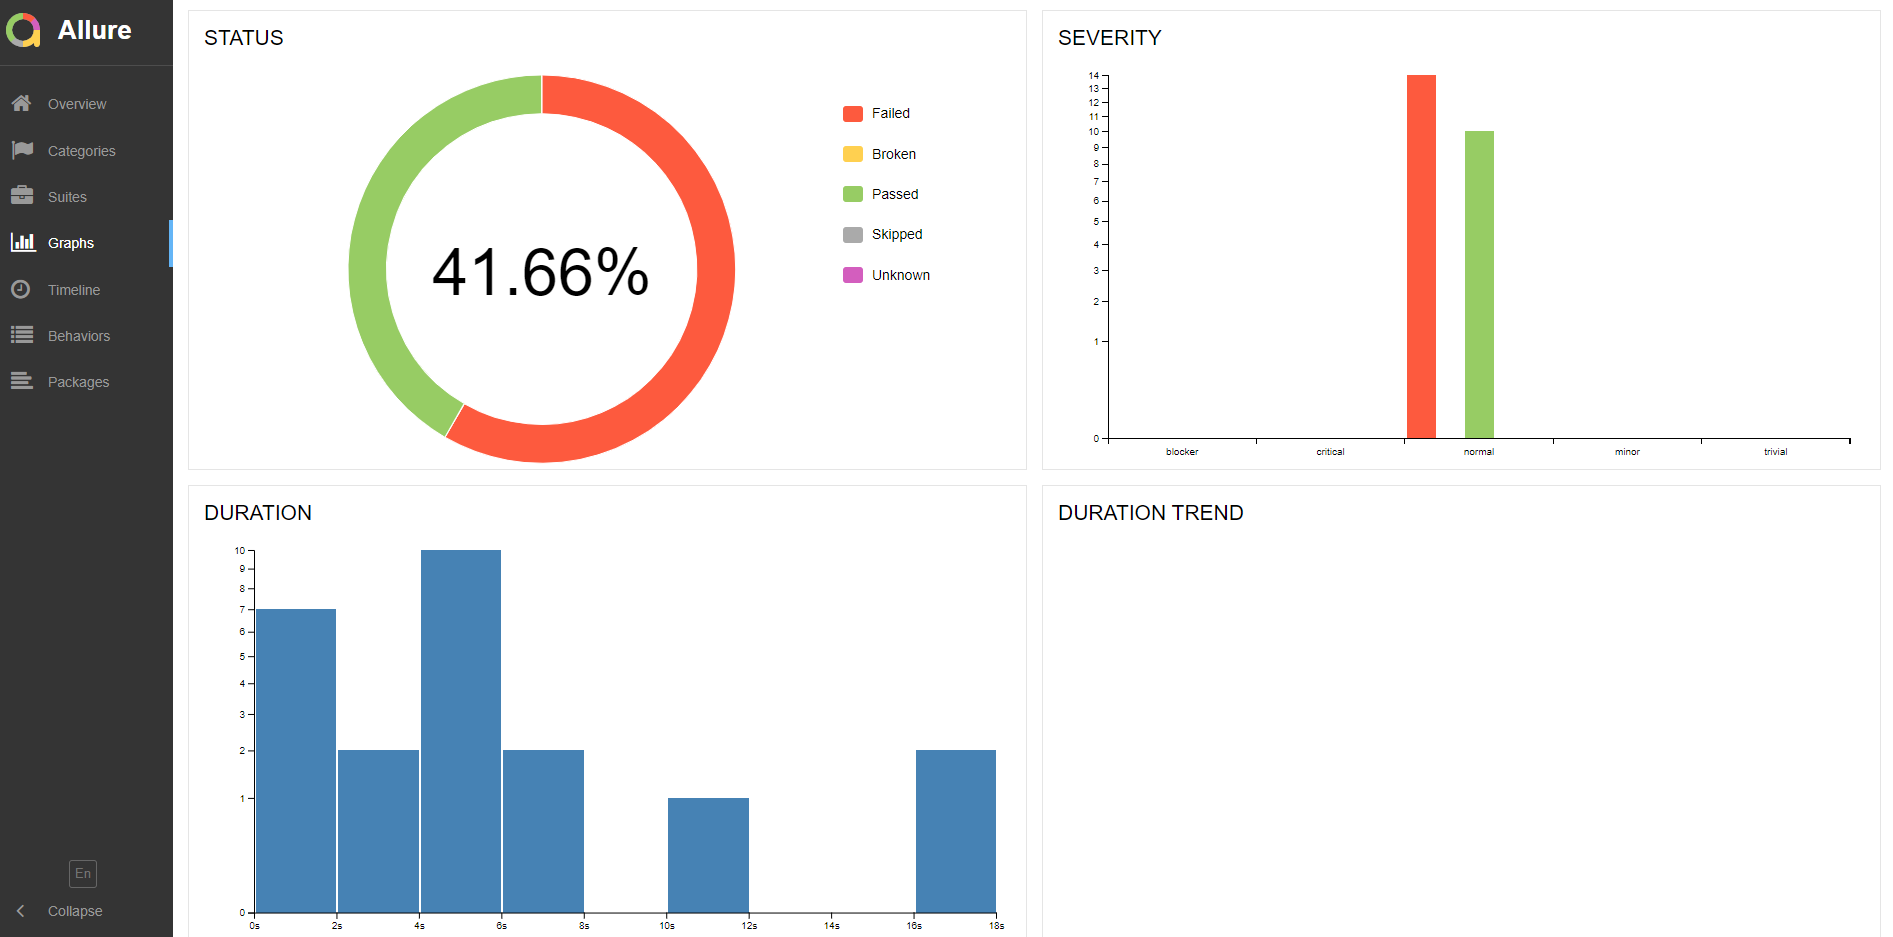 Allure
Overview
Categories
Suites
Graphs
Timeline
Behaviors
Packages
En
Collapse
STATUS
41.66%
Failed
Broken
Passed
Skipped
Unknown
SEVERITY
14
13
12
11
10
9
8
7
6
5
4
3
2
1
0
blocker critical normal minor trivial
DURATION
10
9
8
7
6
5
4
3
2
1
0
0s 2s 4s 6s 8s 10s 12s 14s 16s 18s
DURATION TREND